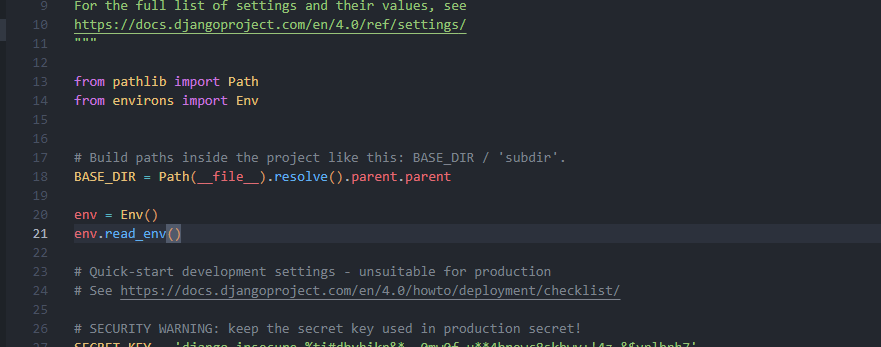 9 For the full list of settings and their values, see
10 https://docs.djangoproject.com/en/4.0/ref/settings/
11 """
12
13 from pathlib import Path
14 from environs import Env
15
16
17 # Build paths inside the project like this: BASE_DIR / 'subdir'.
18 BASE_DIR = Path(__file__).resolve().parent.parent
19
20 env = Env()
21 env.read_env()
22
23 # Quick-start development settings - unsuitable for production
24 # See https://docs.djangoproject.com/en/4.0/howto/deployment/checklist/
25
26 # SECURITY WARNING: keep the secret key used in production secret!
27 SECRET_KEY = 'django-insecure-